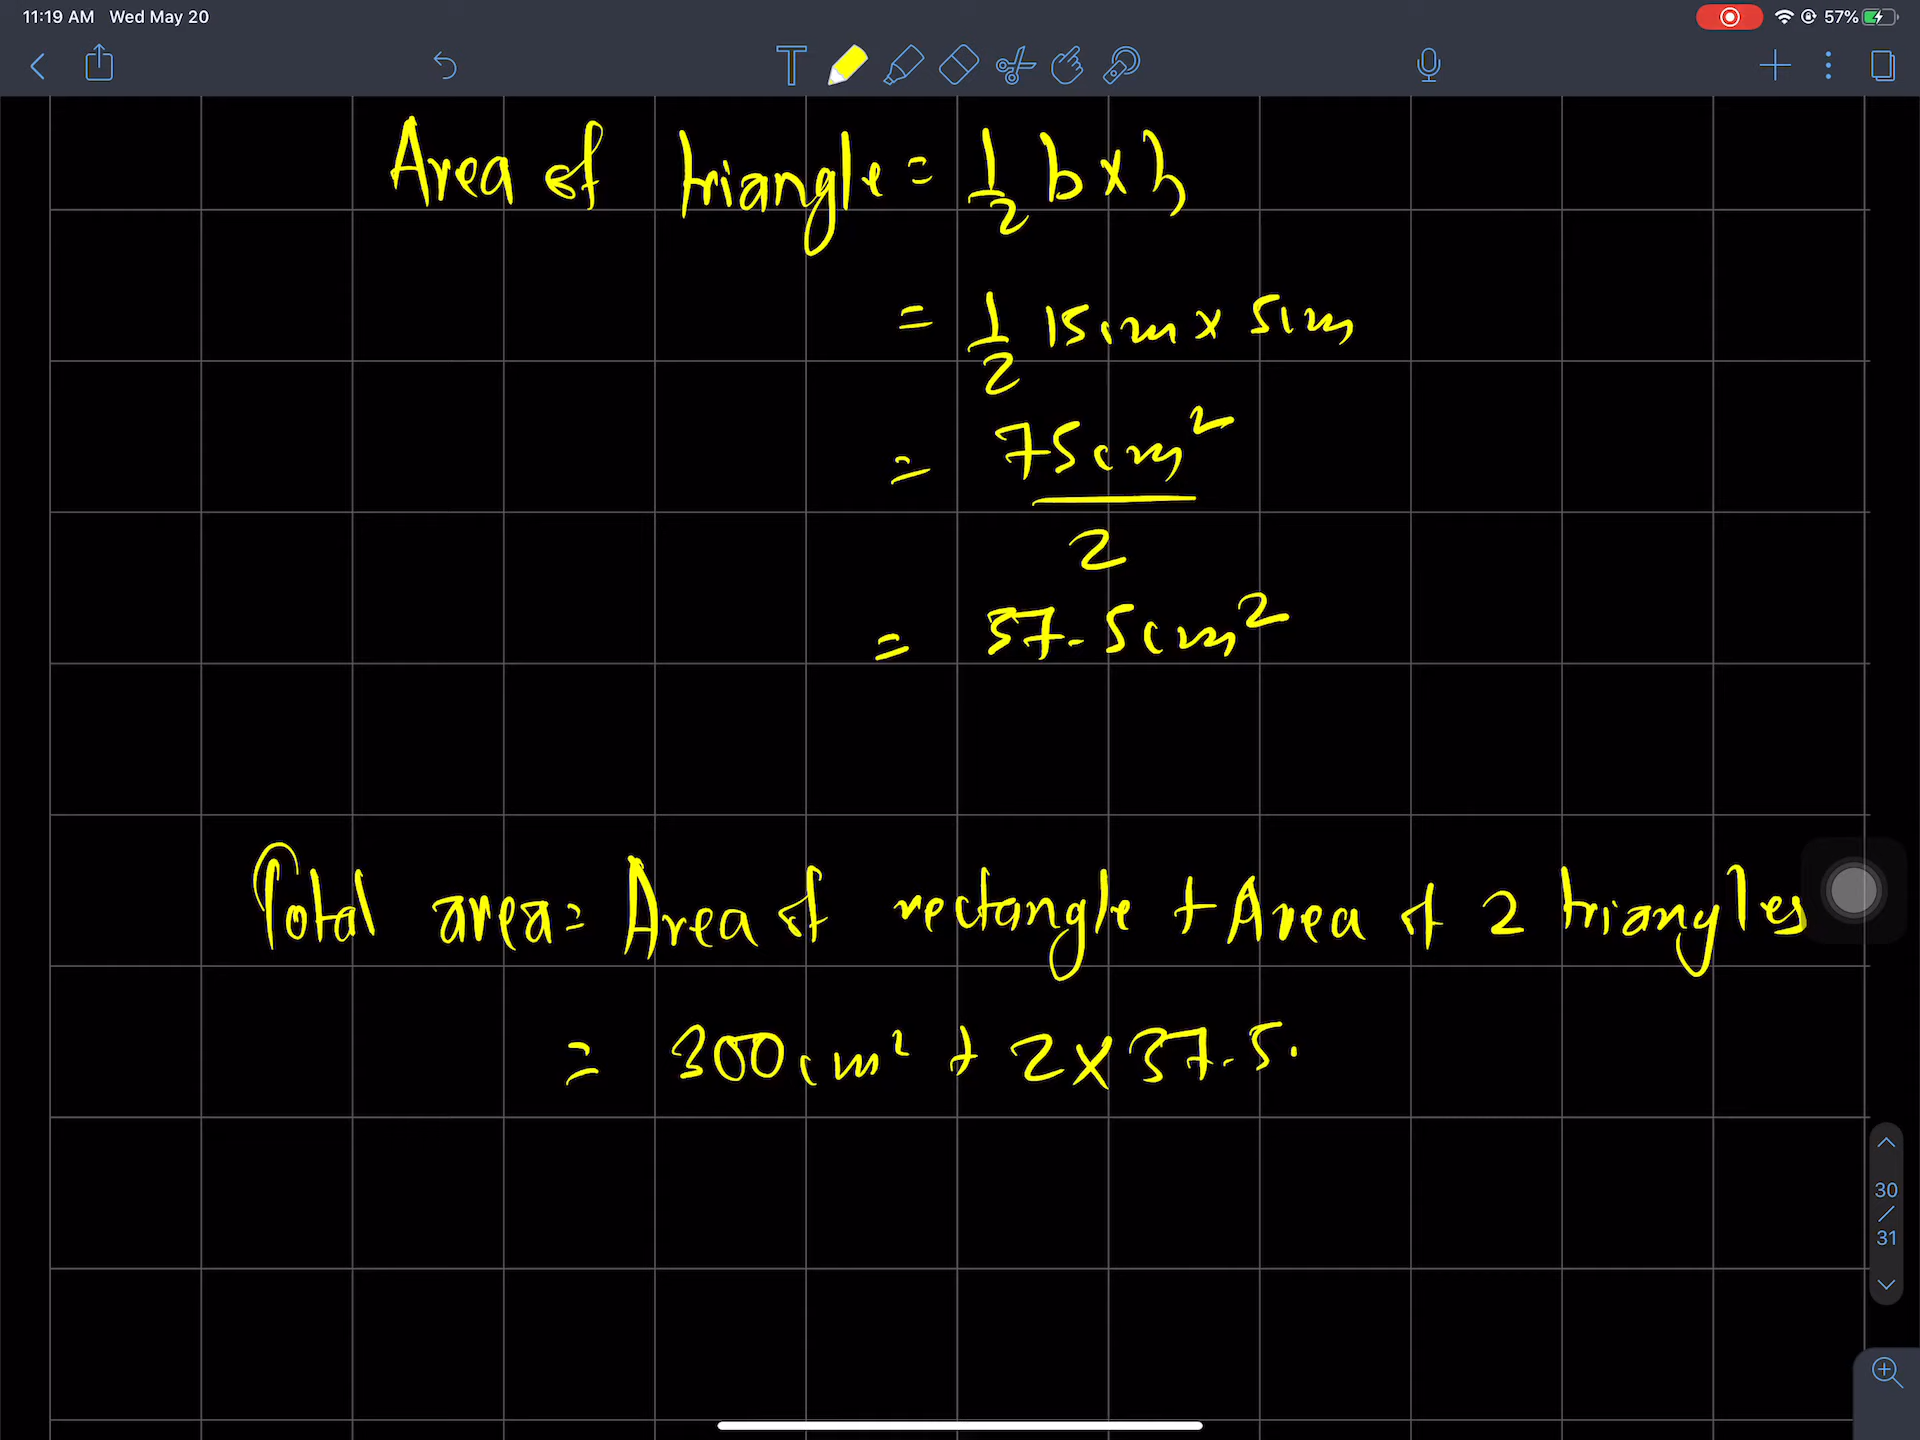 11:19 AM Wed May 20 57%
Area of triangle = 1/2 b x h
= 1/2 15cm x 5cm
= 75cm²
2
= 37.5cm²
Total area = Area of rectangle + Area of 2 triangles
= 300cm² + 2 x 37.5.
30
/
31